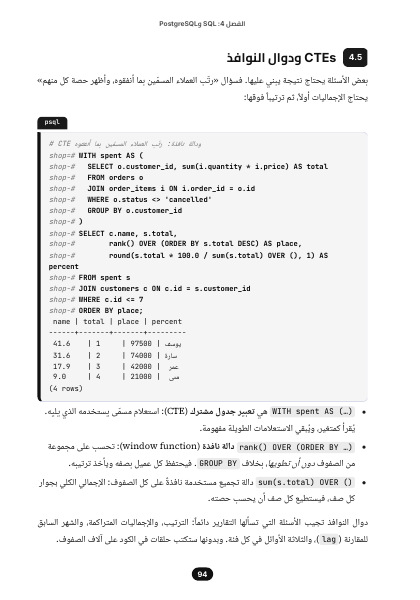 الفصل 4: SQL وPostgreSQL
4.5 CTEs ودوال النوافذ
بعض الأسئلة يحتاج نتيجة يبني عليها. فسؤال «رتّب العملاء المسمّين بما أنفقوه، وأظهر حصة كل منهم»
يحتاج الإجماليات أولاً، ثم ترتيباً فوقها:
psql
# CTE ودالة نافذة: رتب العملاء المسمين بما أنفقوه
shop=# WITH spent AS (
shop-#   SELECT o.customer_id, sum(i.quantity * i.price) AS total
shop-#   FROM orders o
shop-#   JOIN order_items i ON i.order_id = o.id
shop-#   WHERE o.status <> 'cancelled'
shop-#   GROUP BY o.customer_id
shop-# )
shop-# SELECT c.name, s.total,
shop-#        rank() OVER (ORDER BY s.total DESC) AS place,
shop-#        round(s.total * 100.0 / sum(s.total) OVER (), 1) AS
percent
shop-# FROM spent s
shop-# JOIN customers c ON c.id = s.customer_id
shop-# WHERE c.id <= 7
shop-# ORDER BY place;
name | total | place | percent
------+-------+-------+---------
يوسف | 97500 | 1 | 41.6
سارة | 74000 | 2 | 31.6
عمر | 42000 | 3 | 17.9
منى | 21000 | 4 | 9.0
(4 rows)
• WITH spent AS (…) هي تعبير جدول مشترك (CTE): استعلام مسمّى يستخدمه الذي يليه.
يُقرأ كمتغير، ويُبقي الاستعلامات الطويلة مفهومة.
• rank() OVER (ORDER BY …) دالة نافذة (window function): تحسب على مجموعة
من الصفوف دون أن تطويها، بخلاف GROUP BY. فيحتفظ كل عميل بصفه ويأخذ ترتيبه.
• sum(s.total) OVER () دالة تجميع مستخدمة نافذةً على كل الصفوف: الإجمالي الكلي بجوار
كل صف، فيستطيع كل صف أن يحسب حصته.
دوال النوافذ تجيب الأسئلة التي تسألها التقارير دائماً: الترتيب، والإجماليات المتراكمة، والشهر السابق
للمقارنة (lag)، والثلاثة الأوائل في كل فئة. وبدونها ستكتب حلقات في الكود على آلاف الصفوف.
94